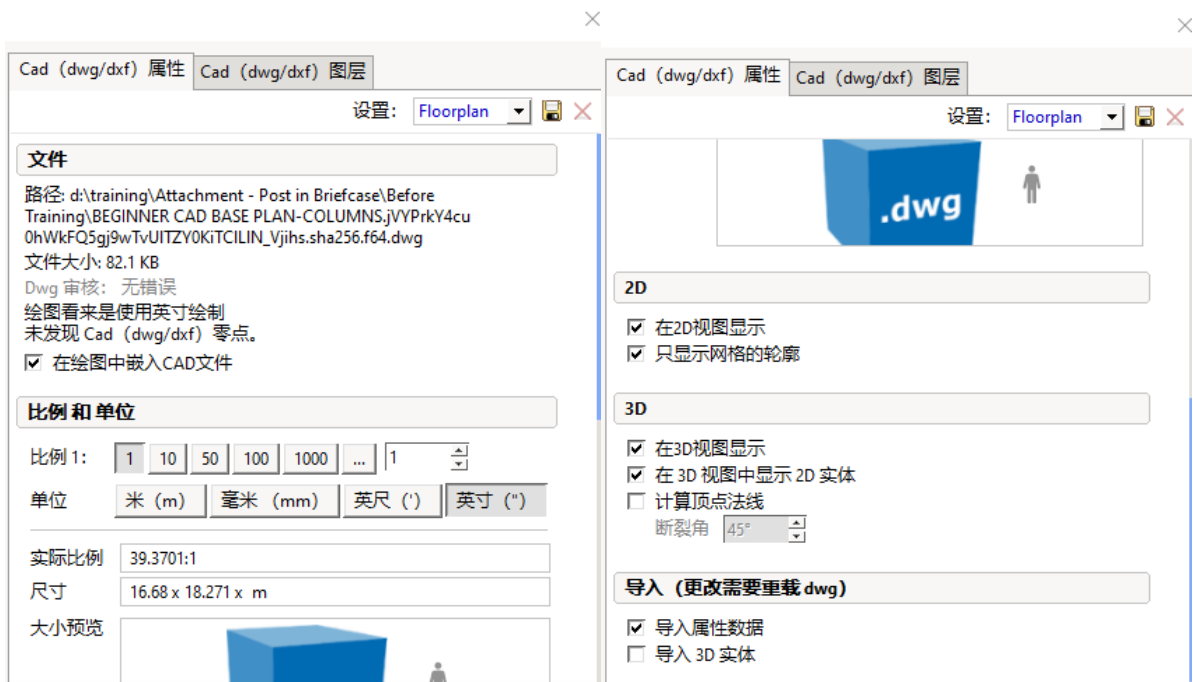 Cad（dwg/dxf）属性 Cad（dwg/dxf）图层
设置： Floorplan
文件
路径: d:\training\Attachment - Post in Briefcase\Before
Training\BEGINNER CAD BASE PLAN-COLUMNS.jVYPrkY4cu
0hWkFQ5gj9wTvUITZY0KiTCILIN_Vjihs.sha256.f64.dwg
文件大小: 82.1 KB
Dwg 审核： 无错误
绘图看来是使用英寸绘制
未发现 Cad（dwg/dxf）零点。
在绘图中嵌入CAD文件
比例和单位
比例 1: 1 10 50 100 1000 ... 1
单位 米（m） 毫米 （mm） 英尺（'） 英寸（"）
实际比例 39.3701:1
尺寸 16.68 x 18.271 x m
大小预览
Cad（dwg/dxf）属性 Cad（dwg/dxf）图层
设置： Floorplan
.dwg
2D
在2D视图显示
只显示网格的轮廓
3D
在3D视图显示
在 3D 视图中显示 2D 实体
计算顶点法线
断裂角 45°
导入（更改需要重载 dwg）
导入属性数据
导入 3D 实体